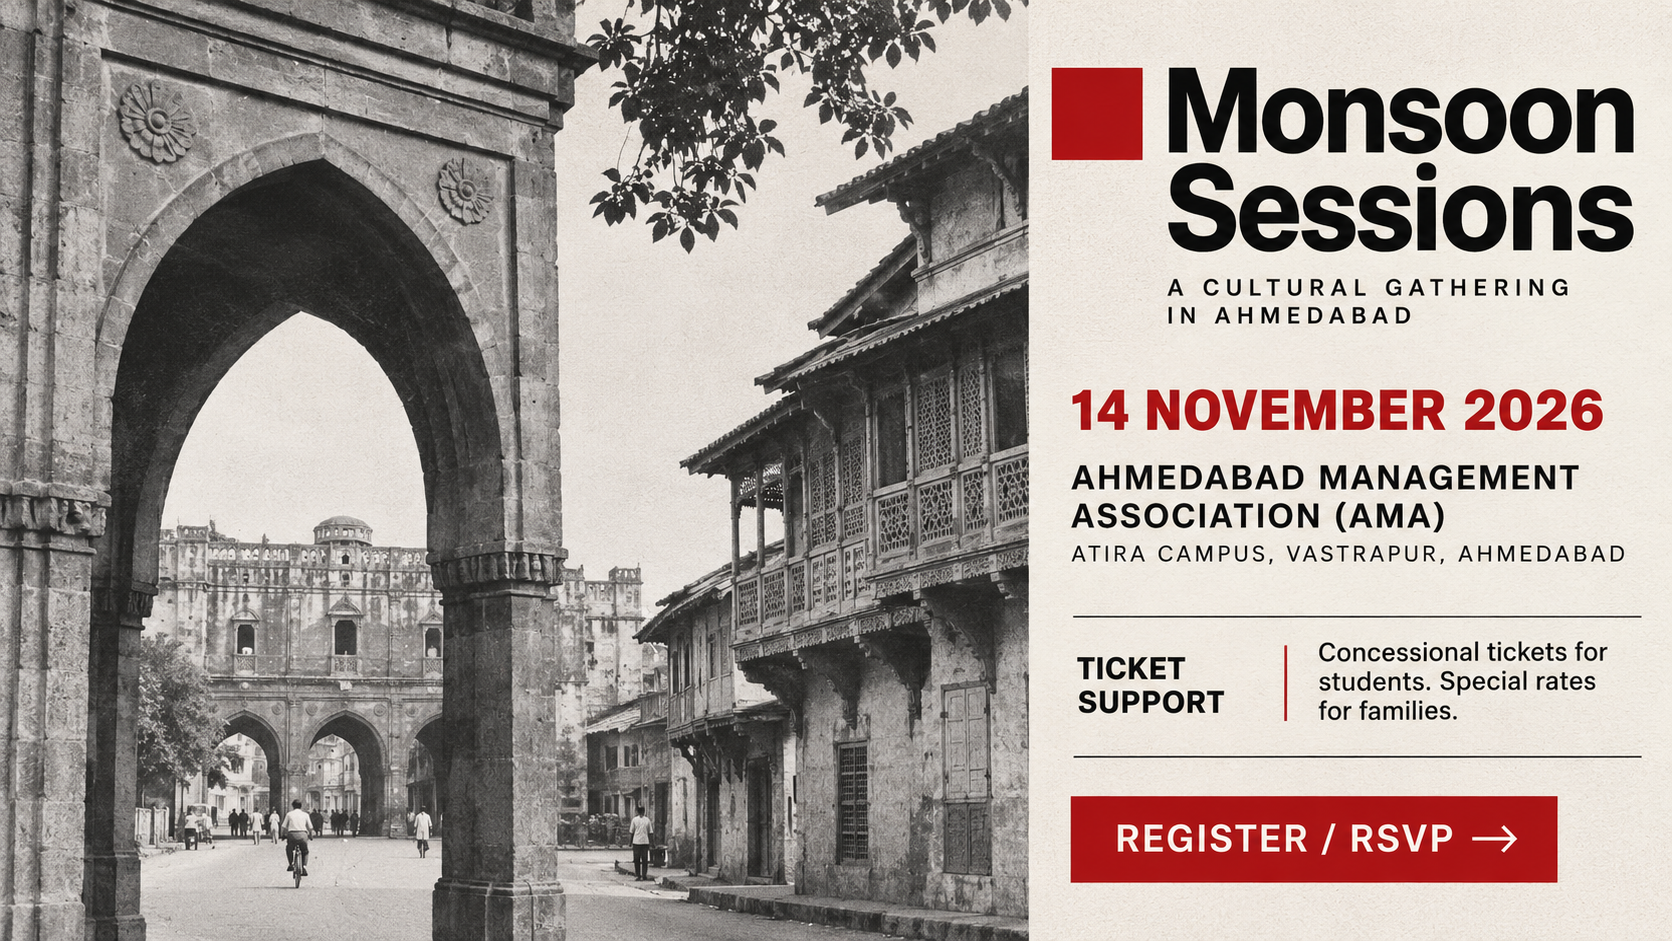 Monsoon
Sessions
A CULTURAL GATHERING
IN AHMEDABAD
14 NOVEMBER 2026
AHMEDABAD MANAGEMENT
ASSOCIATION (AMA)
ATIRA CAMPUS, VASTRAPUR, AHMEDABAD
TICKET
SUPPORT
Concessional tickets for
students. Special rates
for families.
REGISTER / RSVP →